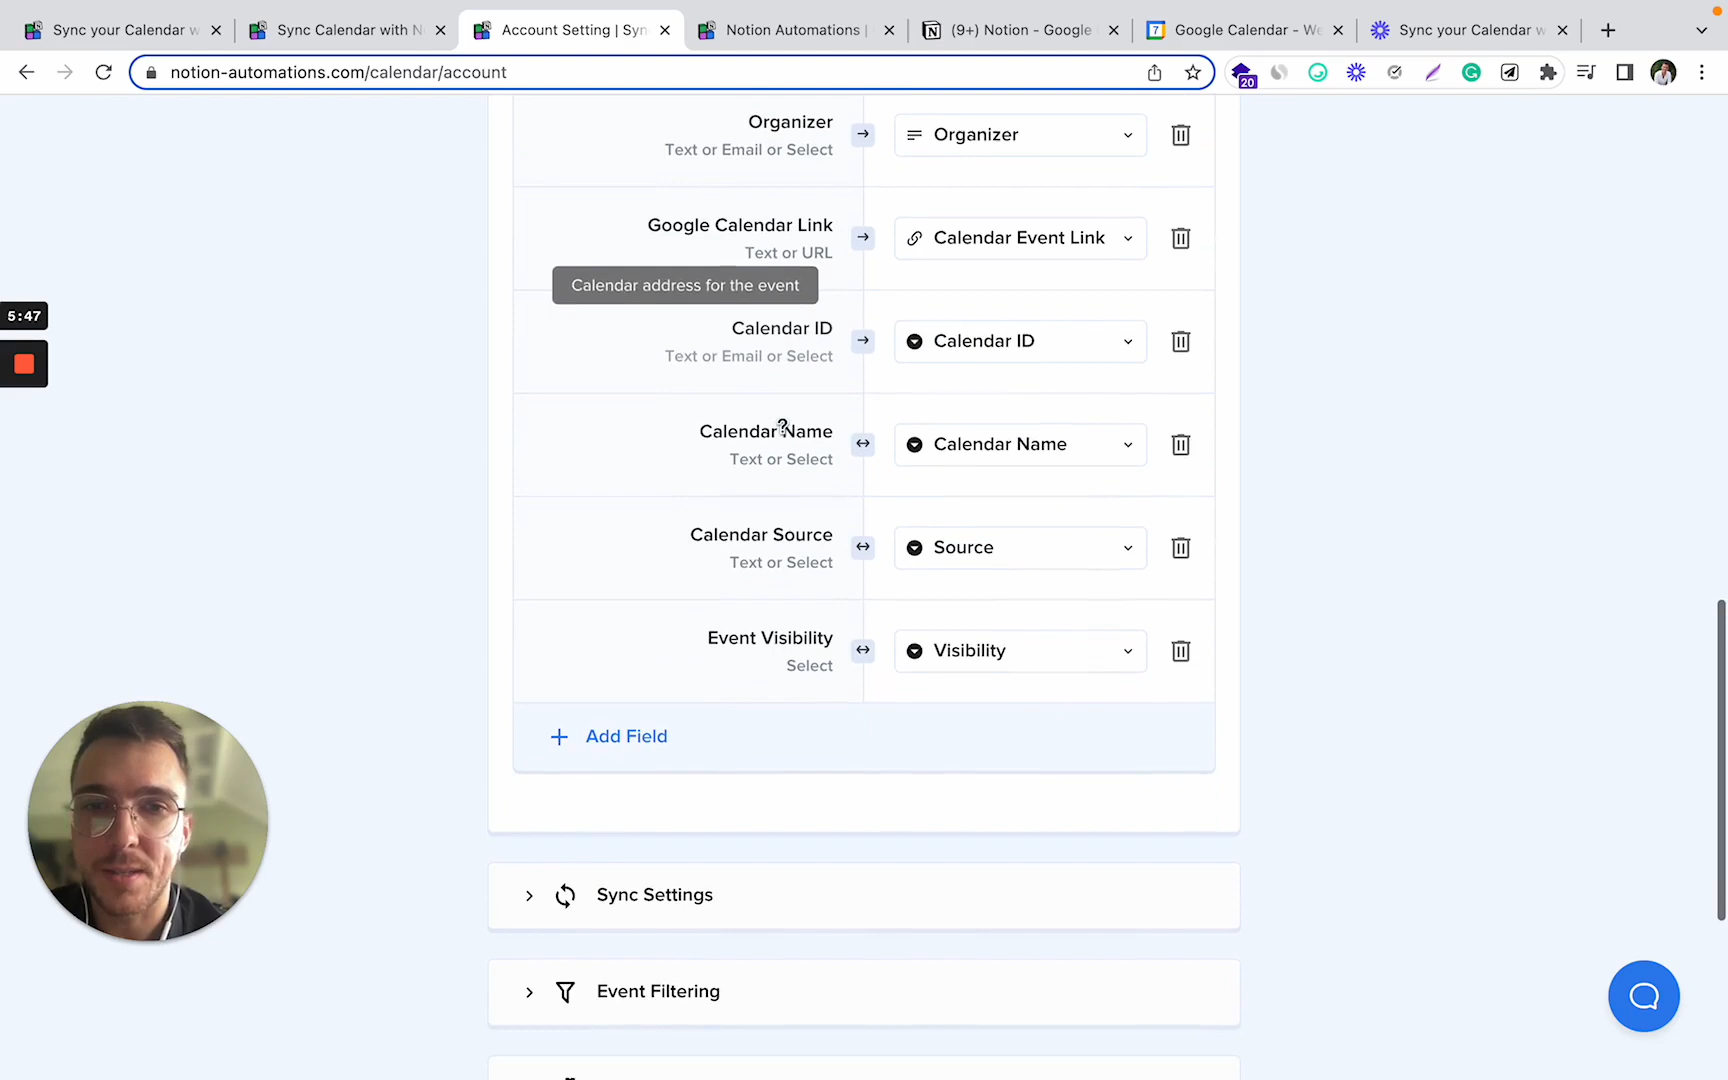 Sync your Calendar w
Sync Calendar with N
Account Setting | Syn
Notion Automations |
(9+) Notion - Google
7
Google Calendar - We
Sync your Calendar w
notion-automations.com/calendar/account
20
Organizer
Text or Email or Select
Organizer
Google Calendar Link
Text or URL
Calendar Event Link
Calendar address for the event
Calendar ID
Text or Email or Select
Calendar ID
Calendar Name
Text or Select
Calendar Name
Calendar Source
Text or Select
Source
Event Visibility
Select
Visibility
Add Field
Sync Settings
Event Filtering
5:47